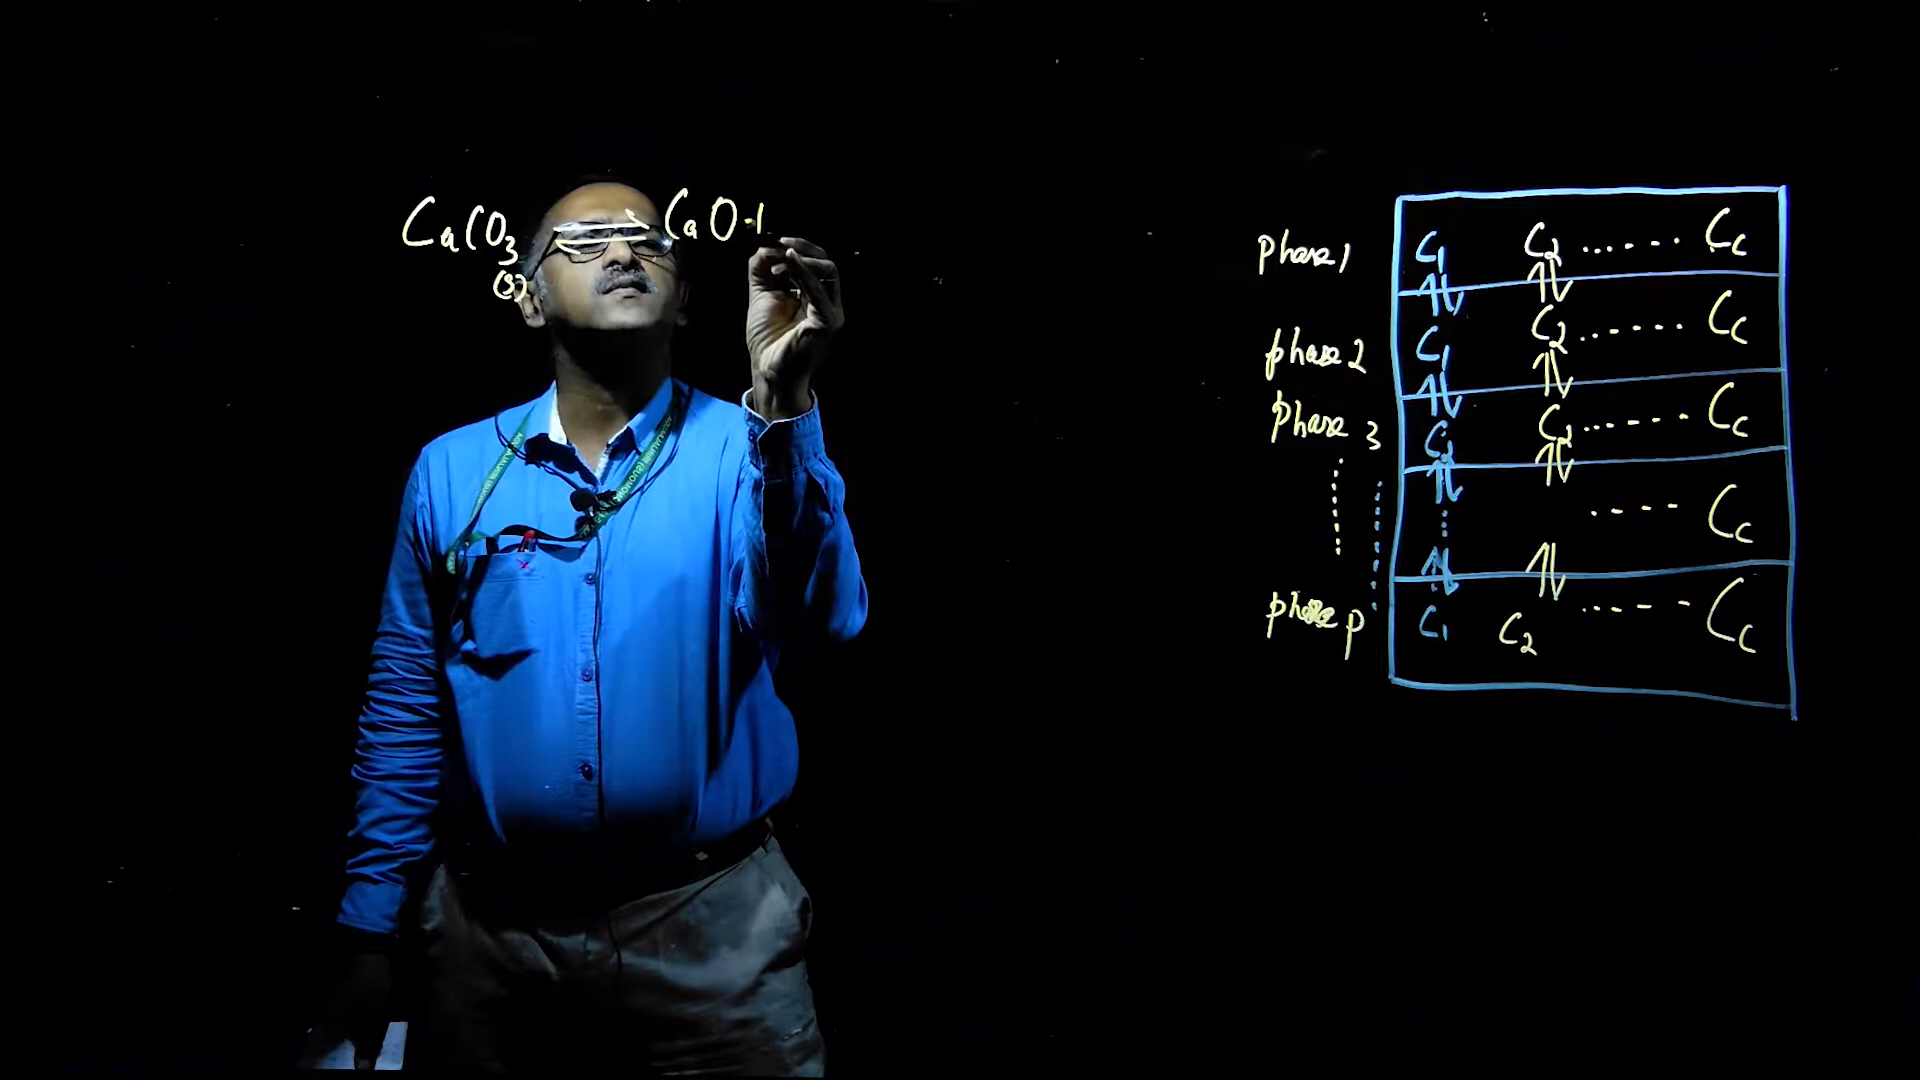 CaCO3 ⇌ CaO +
(s)
phase 1 C1 C2 ...... Cc
phase 2 C1 C2 ...... Cc
phase 3 C2 C2 ...... Cc
.... Cc
phase p C1 C2 ..... Cc